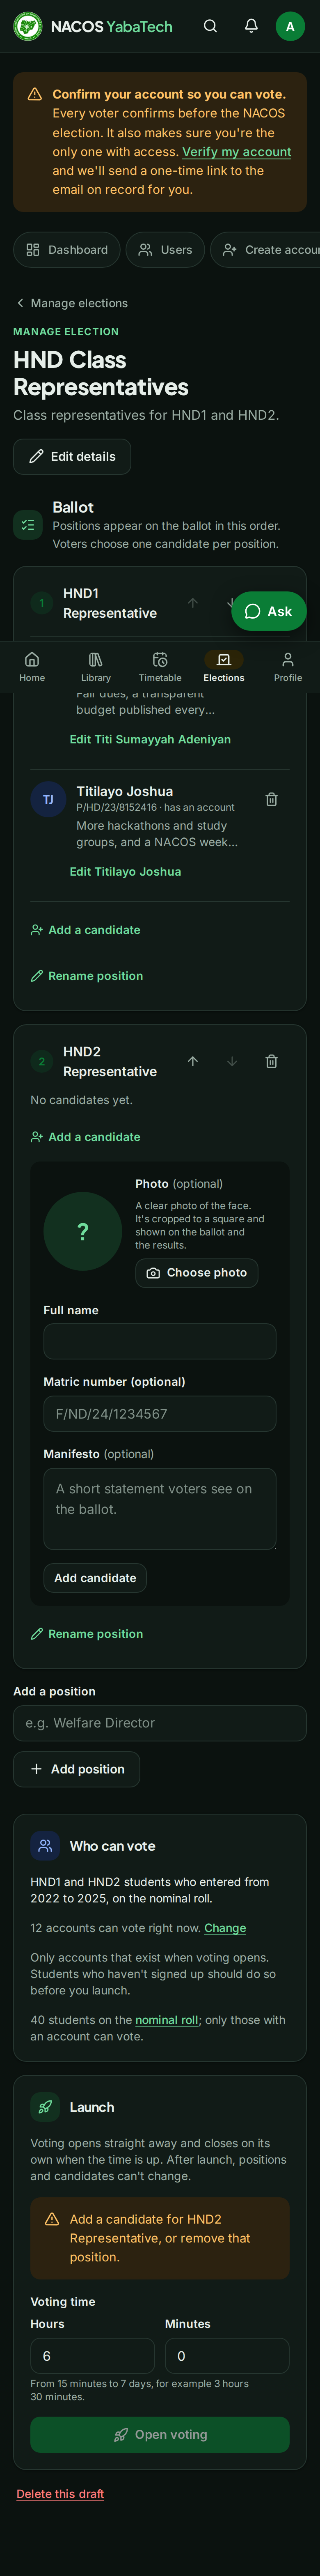 NACOS YabaTech
A
Confirm your account so you can vote.
Every voter confirms before the NACOS
election. It also makes sure you're the
only one with access. Verify my account
and we'll send a one-time link to the
email on record for you.
Dashboard
Users
Create accoun
Manage elections
MANAGE ELECTION
HND Class
Representatives
Class representatives for HND1 and HND2.
Edit details
Ballot
Positions appear on the ballot in this order.
Voters choose one candidate per position.
1
HND1
Representative
Ask
Home
Library
Timetable
Elections
Profile
Fair dues, a transparent
budget published every...
Edit Titi Sumayyah Adeniyan
TJ
Titilayo Joshua
P/HD/23/8152416 · has an account
More hackathons and study
groups, and a NACOS week...
Edit Titilayo Joshua
Add a candidate
Rename position
2
HND2
Representative
No candidates yet.
Add a candidate
?
Photo (optional)
A clear photo of the face.
It's cropped to a square and
shown on the ballot and
the results.
Choose photo
Full name
Matric number (optional)
F/ND/24/1234567
Manifesto (optional)
A short statement voters see on
the ballot.
Add candidate
Rename position
Add a position
e.g. Welfare Director
Add position
Who can vote
HND1 and HND2 students who entered from
2022 to 2025, on the nominal roll.
12 accounts can vote right now. Change
Only accounts that exist when voting opens.
Students who haven't signed up should do so
before you launch.
40 students on the nominal roll; only those with
an account can vote.
Launch
Voting opens straight away and closes on its
own when the time is up. After launch, positions
and candidates can't change.
Add a candidate for HND2
Representative, or remove that
position.
Voting time
Hours
Minutes
6
0
From 15 minutes to 7 days, for example 3 hours
30 minutes.
Open voting
Delete this draft